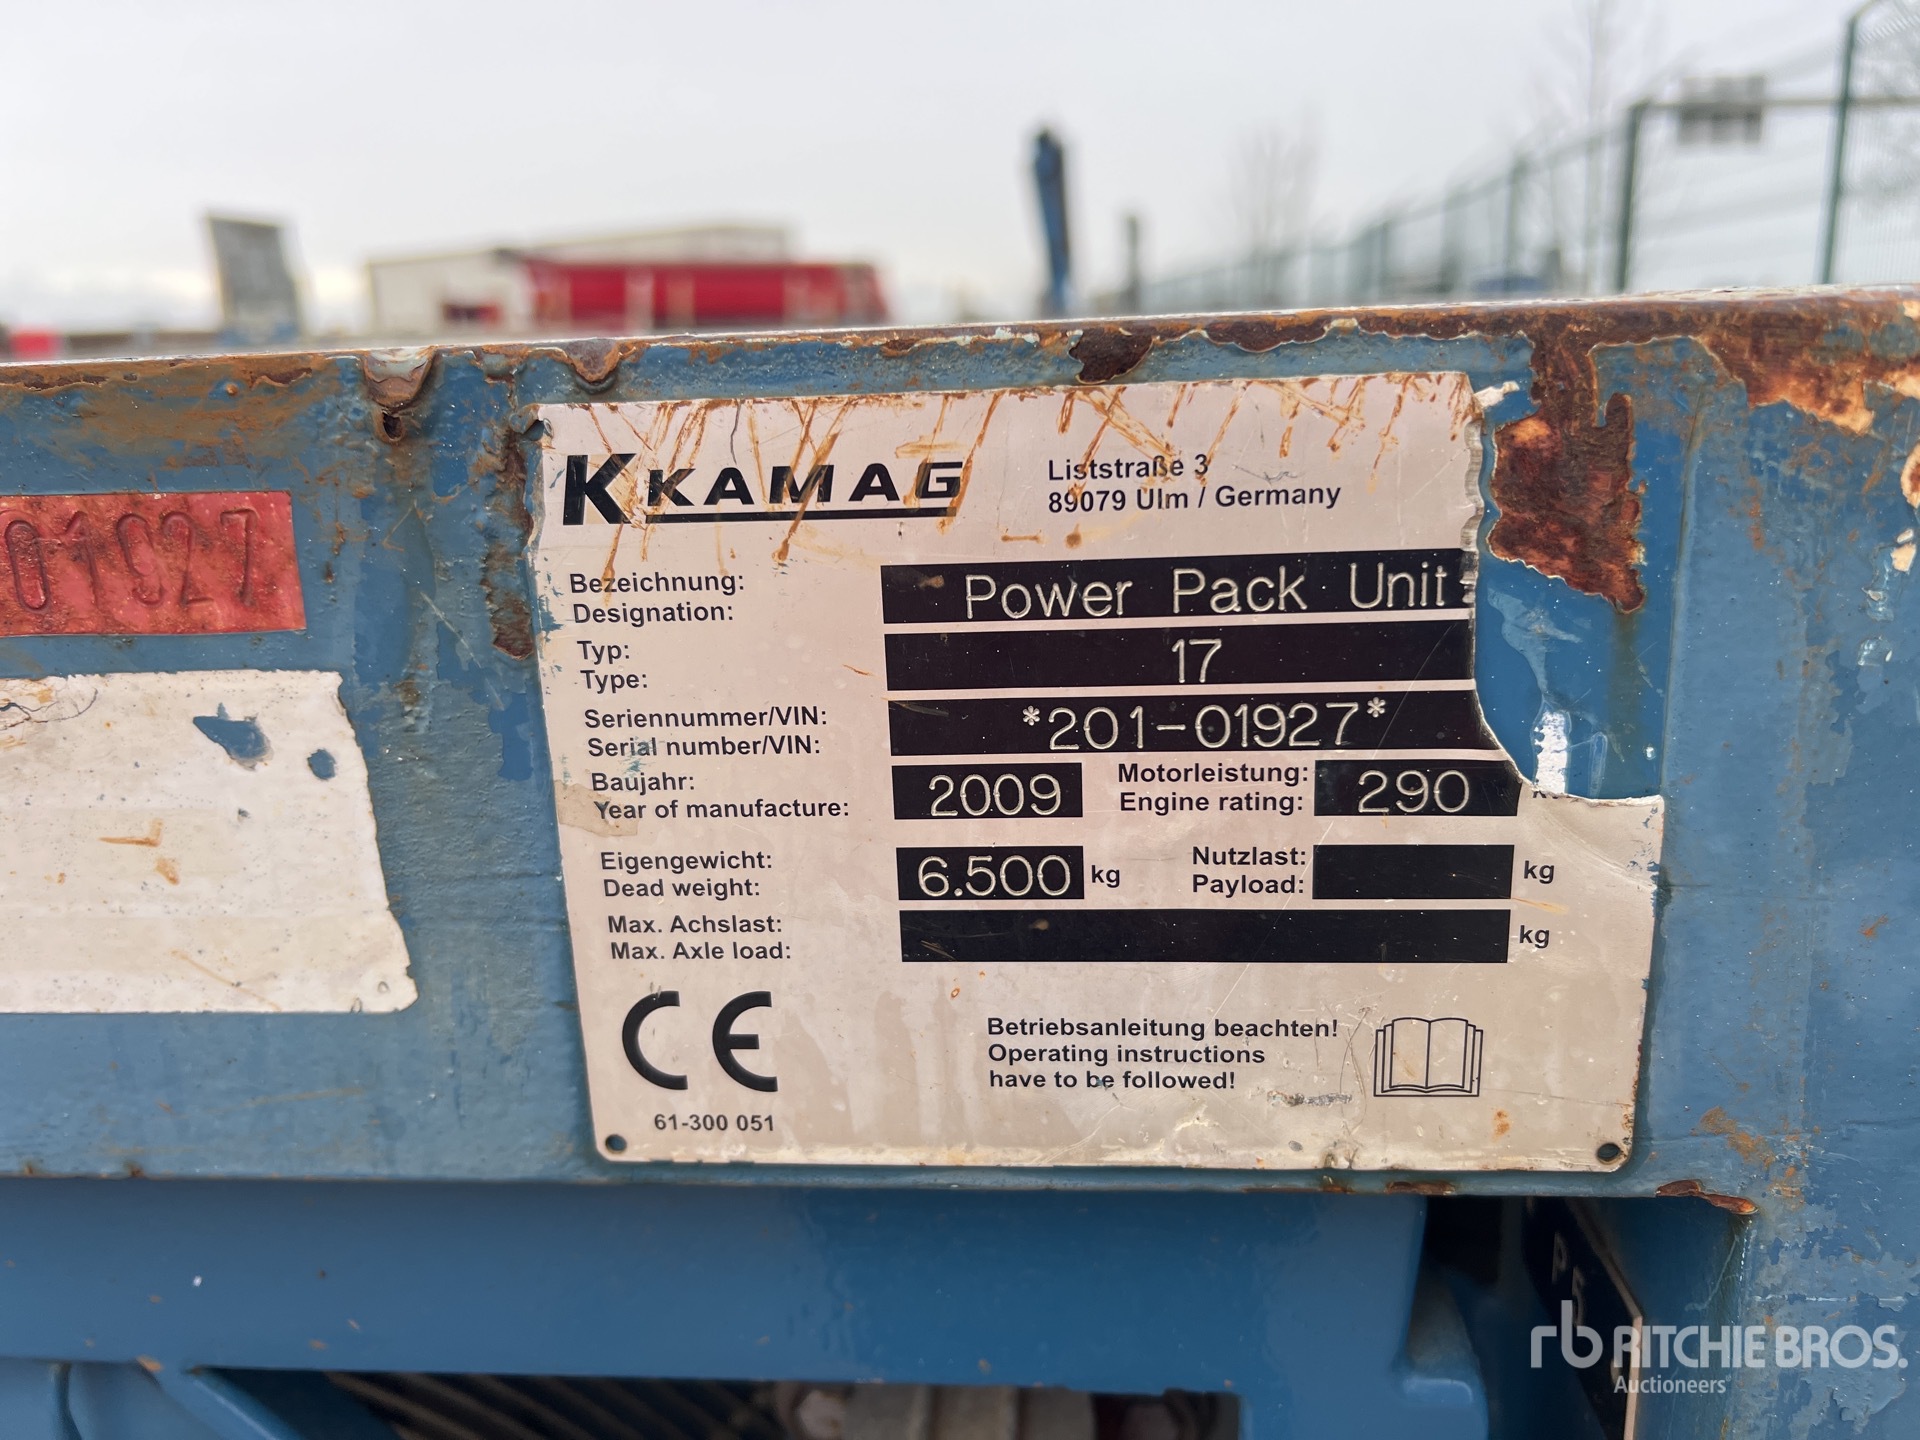 01927
K KAMAG
Liststraße 3
89079 Ulm / Germany
Bezeichnung:
Designation:
Power Pack Unit
Typ:
Type:
17
Seriennummer/VIN:
Serial number/VIN:
*201-01927*
Baujahr:
Year of manufacture:
2009
Motorleistung:
Engine rating:
290
Eigengewicht:
Dead weight:
6.500 kg
Nutzlast:
Payload:
kg
Max. Achslast:
Max. Axle load:
kg
CE
Betriebsanleitung beachten!
Operating instructions
have to be followed!
61-300 051
rb RITCHIE BROS.
Auctioneers